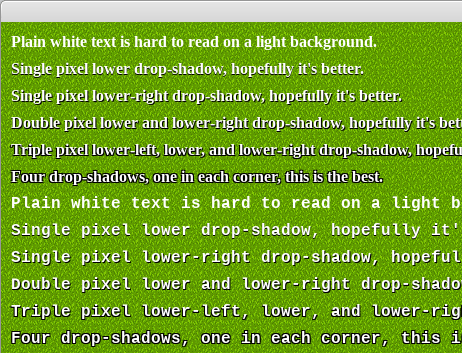 Plain white text is hard to read on a light background.
Single pixel lower drop-shadow, hopefully it's better.
Single pixel lower-right drop-shadow, hopefully it's better.
Double pixel lower and lower-right drop-shadow, hopefully it's bet
Triple pixel lower-left, lower, and lower-right drop-shadow, hopefu
Four drop-shadows, one in each corner, this is the best.
Plain white text is hard to read on a light b
Single pixel lower drop-shadow, hopefully it'
Single pixel lower-right drop-shadow, hopeful
Double pixel lower and lower-right drop-shado
Triple pixel lower-left, lower, and lower-rig
Four drop-shadows, one in each corner, this i